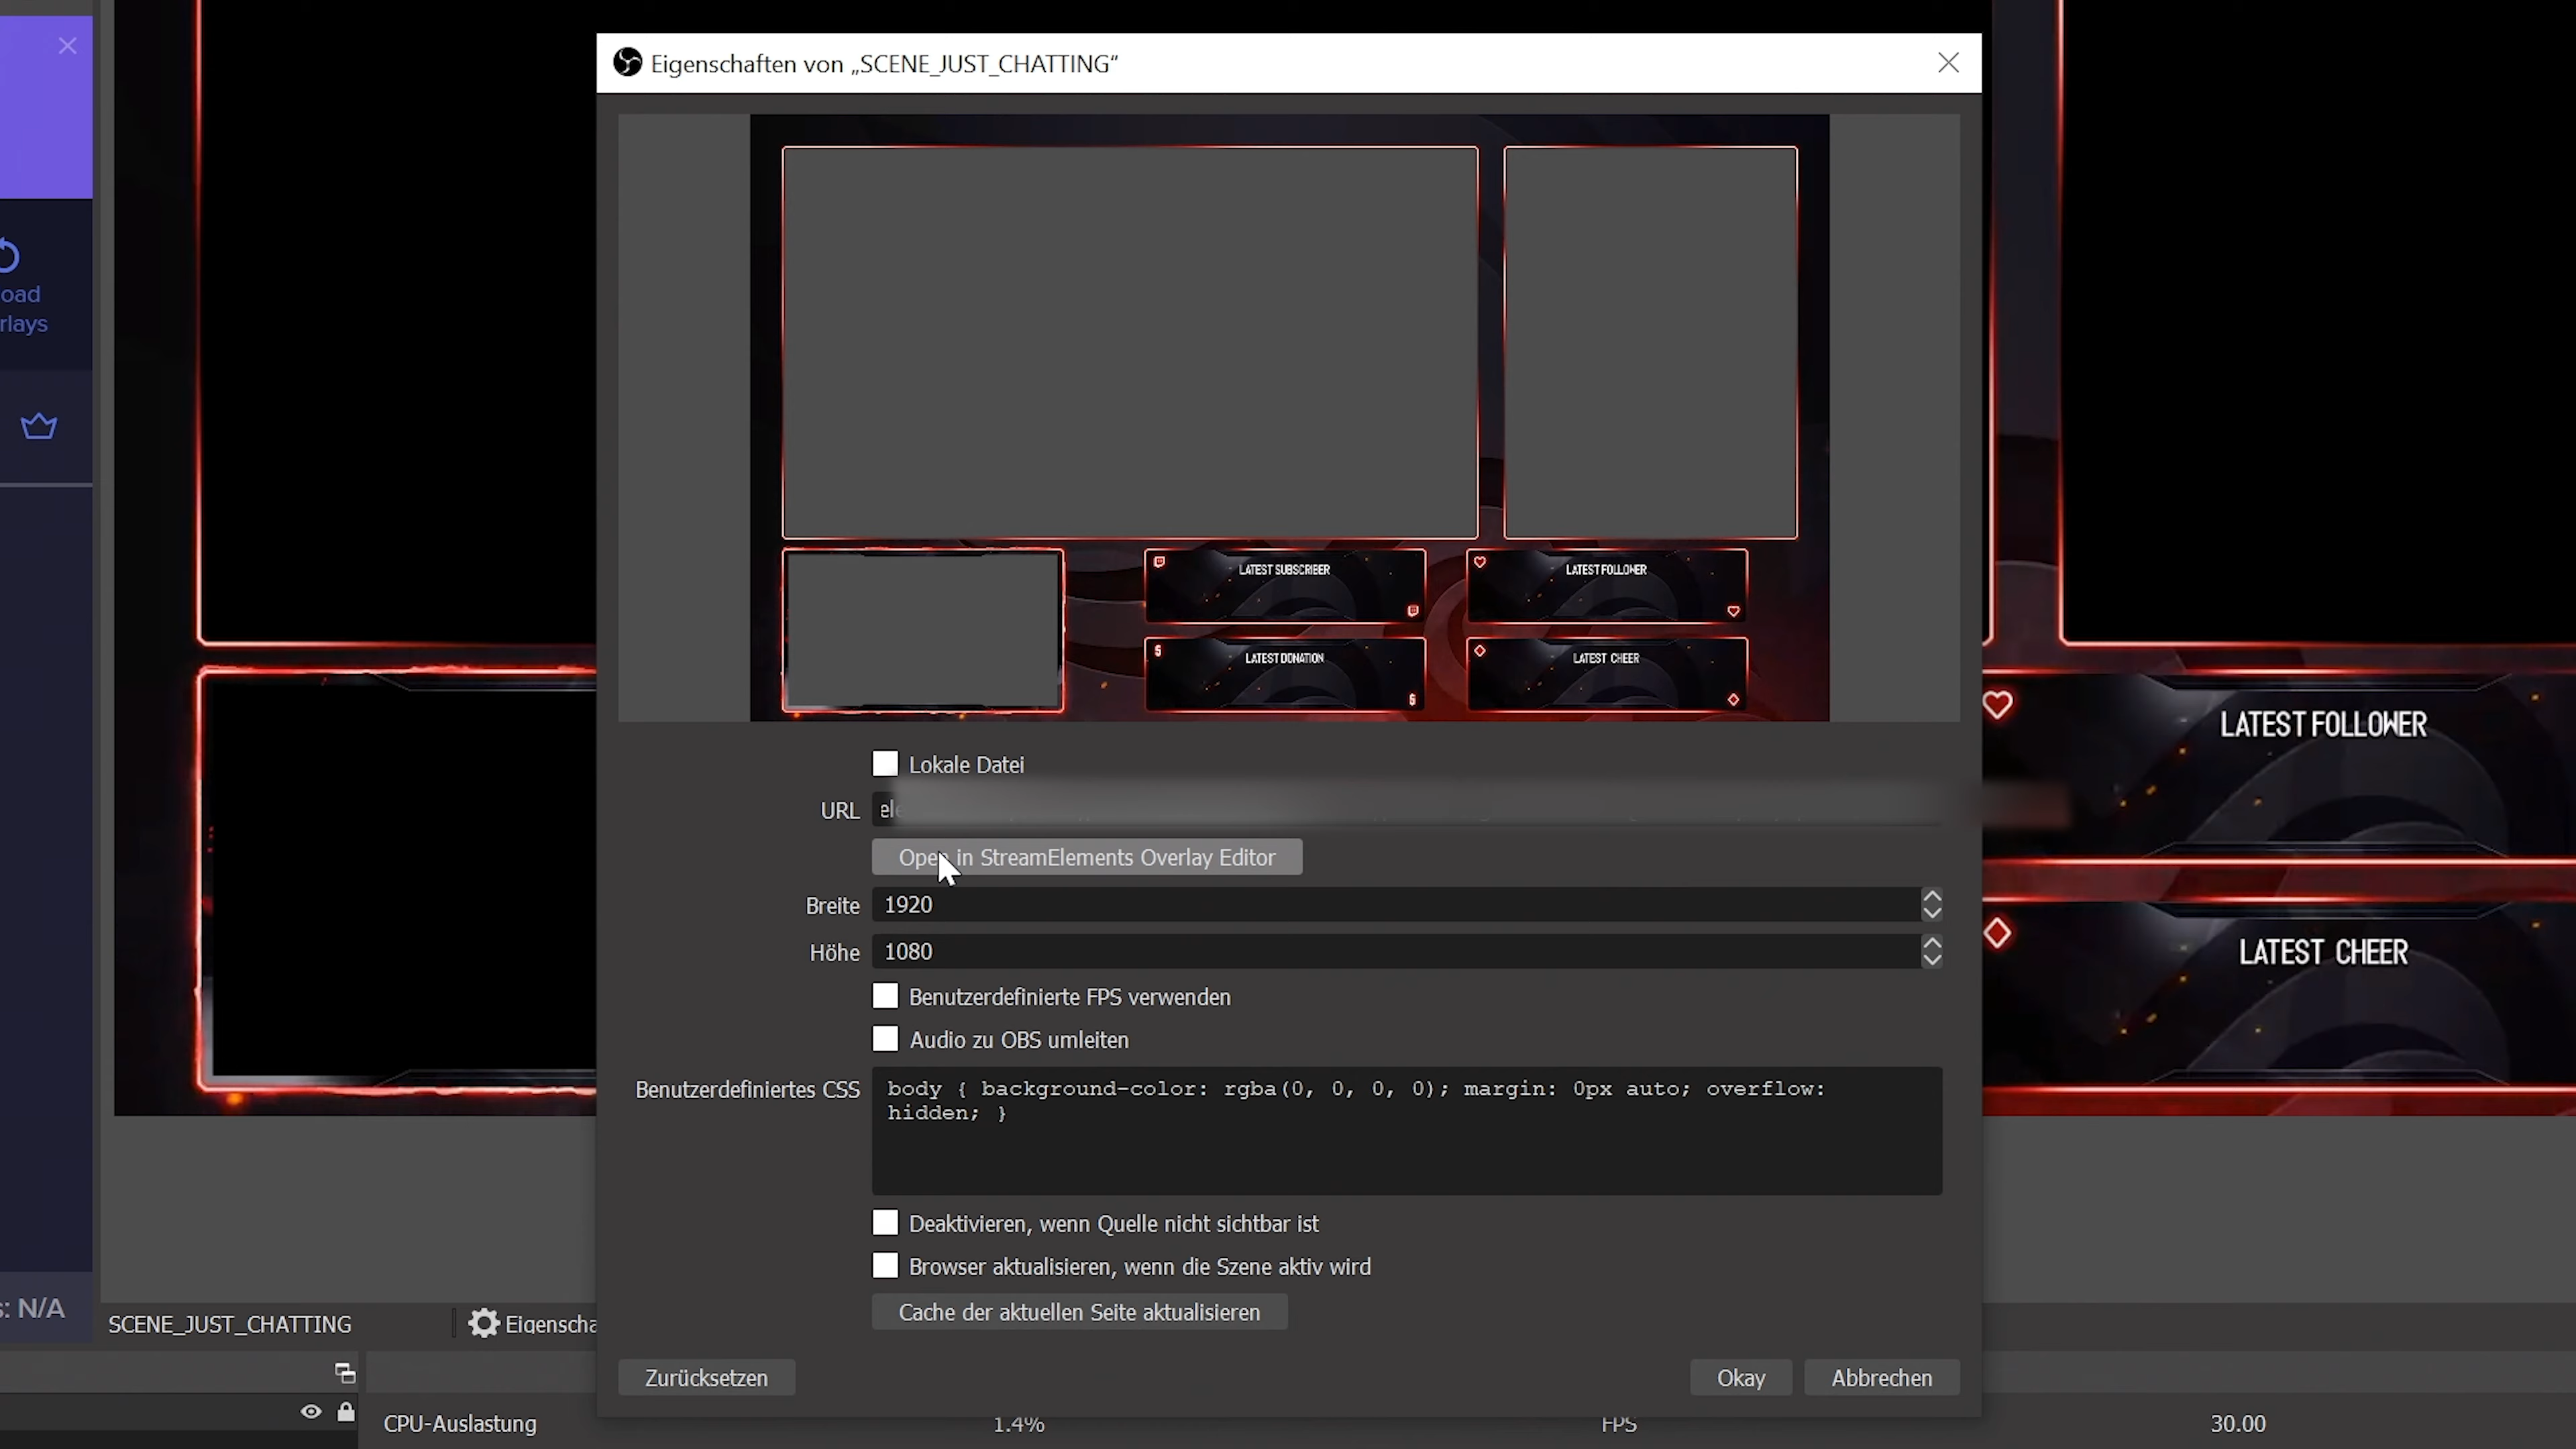 Eigenschaften von „SCENE_JUST_CHATTING“
oad
rlays
LATEST SUBSCRIBER
LATEST FOLLOWER
LATEST DONATION
LATEST CHEER
LATEST FOLLOWER
LATEST CHEER
Lokale Datei
URL
Open in StreamElements Overlay Editor
Breite 1920
Höhe 1080
Benutzerdefinierte FPS verwenden
Audio zu OBS umleiten
Benutzerdefiniertes CSS body { background-color: rgba(0, 0, 0, 0); margin: 0px auto; overflow:
hidden; }
Deaktivieren, wenn Quelle nicht sichtbar ist
Browser aktualisieren, wenn die Szene aktiv wird
Cache der aktuellen Seite aktualisieren
s: N/A
SCENE_JUST_CHATTING Eigenscha
Zurücksetzen Okay Abbrechen
CPU-Auslastung 1.4% FPS 30.00